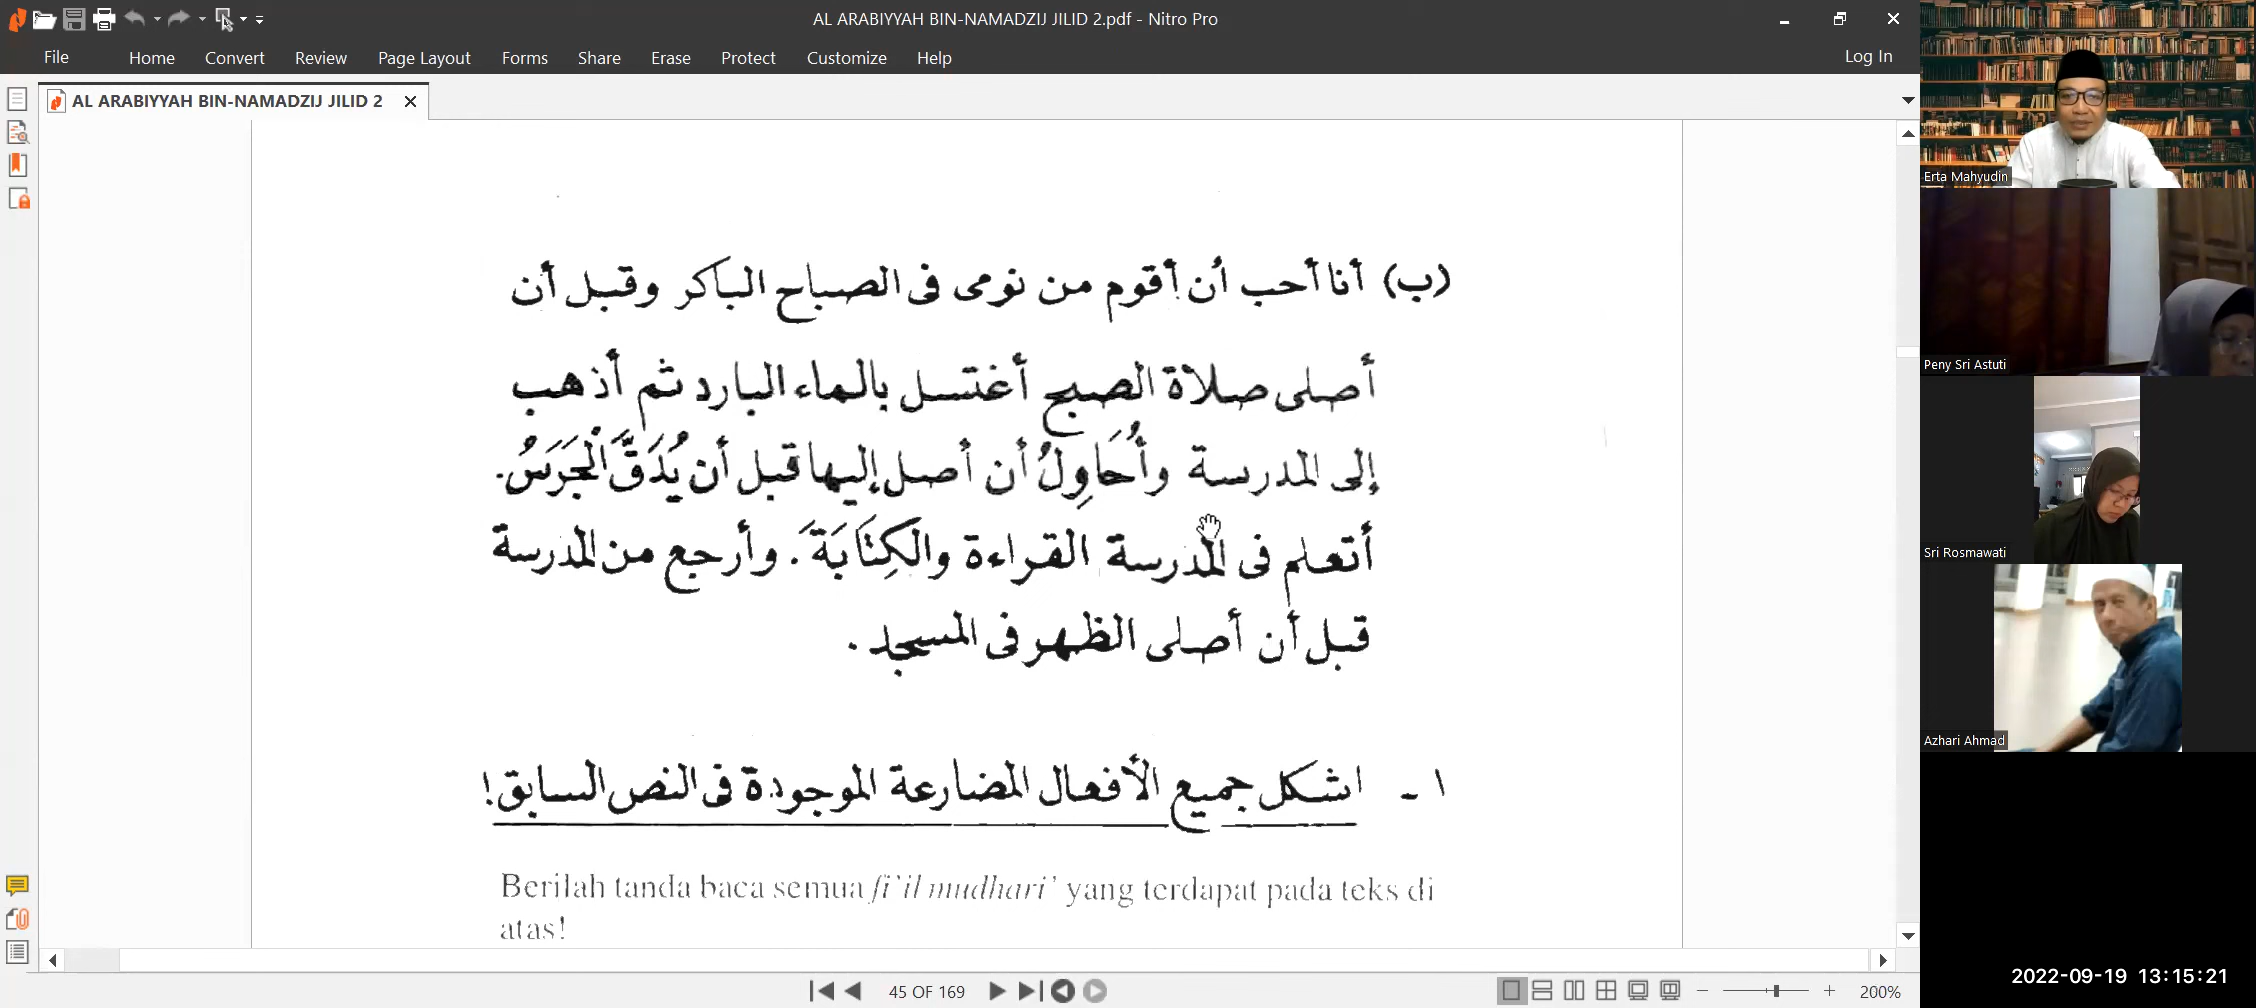 AL ARABIYYAH BIN-NAMADZIJ JILID 2.pdf - Nitro Pro
File Home Convert Review Page Layout Forms Share Erase Protect Customize Help Log In
AL ARABIYYAH BIN-NAMADZIJ JILID 2
(ب) أنا أحب أن أقوم من نومى فى الصباح الباكر وقبل أن
أصلى صلاة الصبح أغتسل بالماء البارد ثم أذهب
إلى المدرسة وأُحَاوِلُ أن أصل إليها قبل أن يُدَقَّ الْجَرَسُ.
أتعلم فى المدرسة القراءة والكِتَابَةَ. وأرجع من المدرسة
قبل أن أصلى الظهر فى المسجد.
١ - اشكل جميع الأفعال المضارعة الموجودة فى النص السابق!
Berilah tanda baca semua fi'il mudhari' yang terdapat pada teks di
atas!
45 OF 169
200%
Erta Mahyudin
Peny Sri Astuti
Sri Rosmawati
Azhari Ahmad
2022-09-19 13:15:21